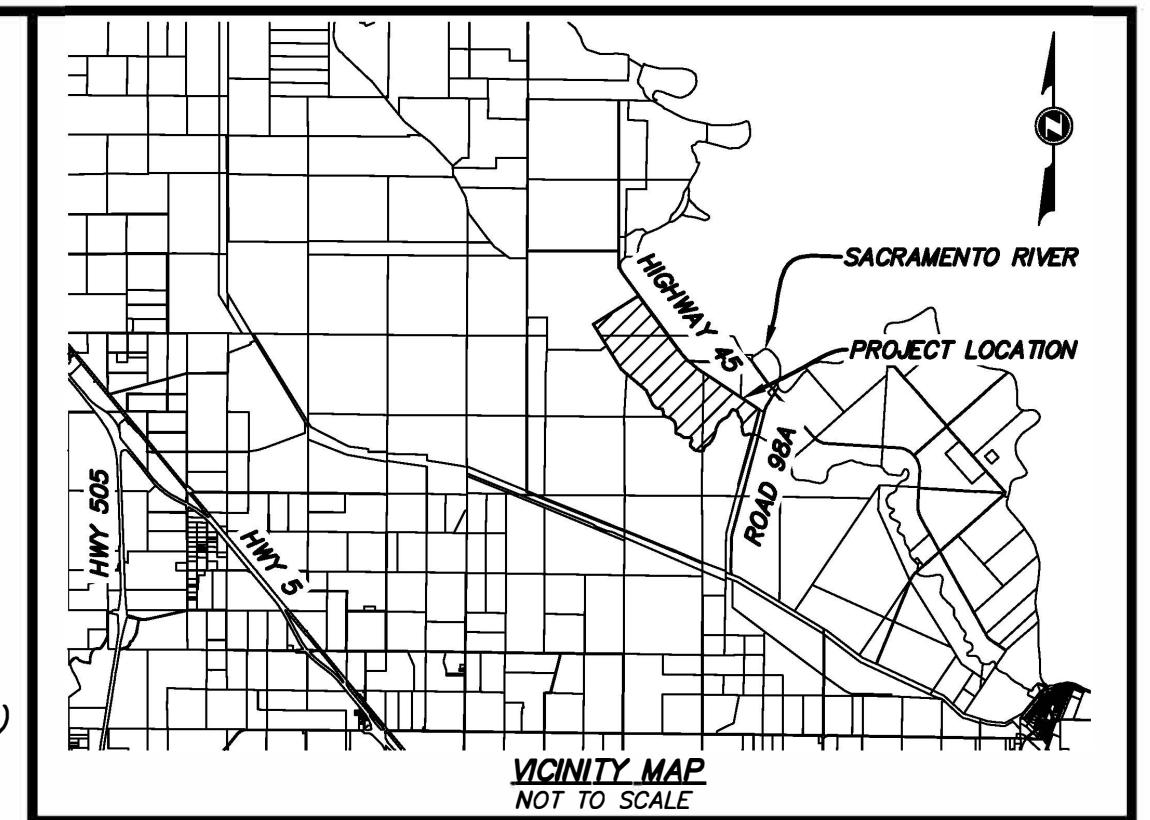 SACRAMENTO RIVER
HIGHWAY 45
PROJECT LOCATION
ROAD 98A
HWY 505
HWY 5
VICINITY MAP
NOT TO SCALE